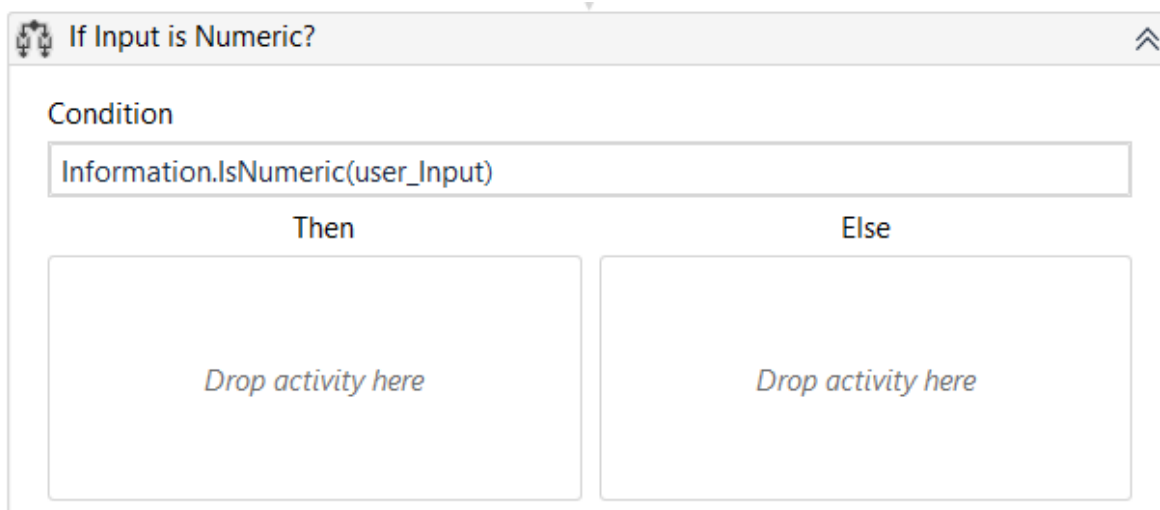 If Input is Numeric?
Condition
Information.IsNumeric(user_Input)
Then Else
Drop activity here Drop activity here